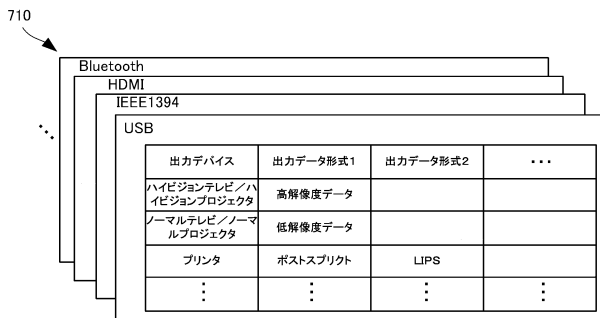 710
Bluetooth
HDMI
IEEE1394
USB
出力デバイス 出力データ形式1 出力データ形式2 ・・・
ハイビジョンテレビ／ハ
イビジョンプロジェクタ 高解像度データ
ノーマルテレビ／ノーマ
ルプロジェクタ 低解像度データ
プリンタ ポストスプリクト LIPS